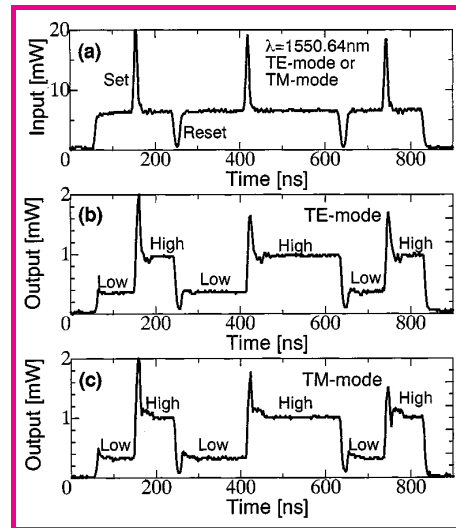 (a)
λ=1550.64nm
TE-mode or
TM-mode
Set
Reset
Input [mW]
20
10
0
0 200 400 600 800
Time [ns]
(b)
TE-mode
High
High
High
Low
Low
Low
Output [mW]
2
1
0
0 200 400 600 800
Time [ns]
(c)
TM-mode
High
High
High
Low
Low
Low
Output [mW]
2
1
0
0 200 400 600 800
Time [ns]